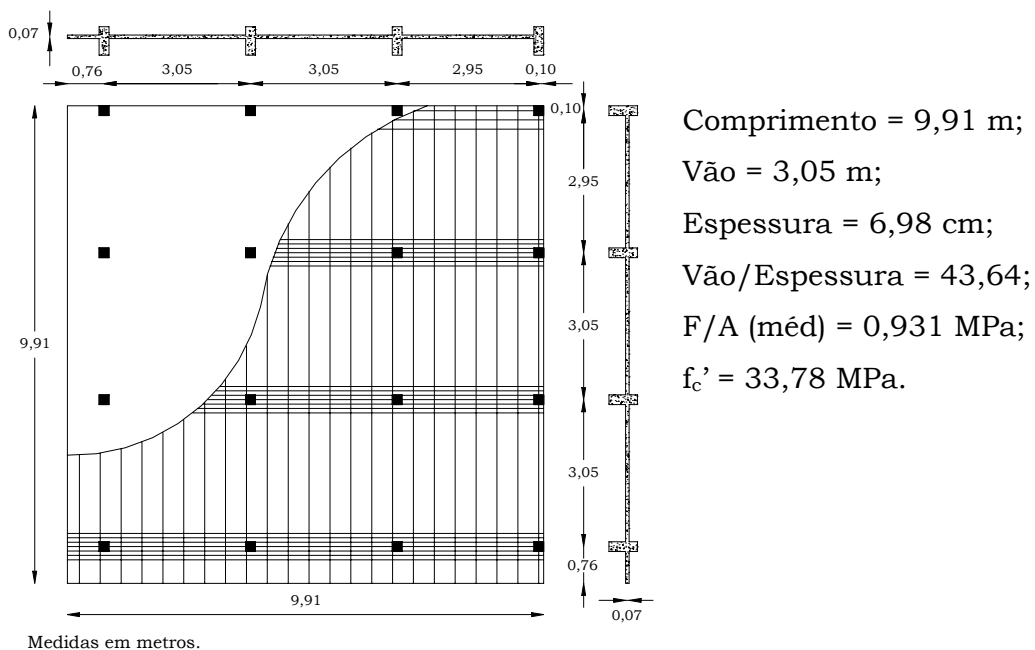 0,07
0,76 3,05 3,05 2,95 0,10
0,10
2,95
3,05
9,91
3,05
0,76
9,91
0,07
Medidas em metros.
Comprimento = 9,91 m;
Vão = 3,05 m;
Espessura = 6,98 cm;
Vão/Espessura = 43,64;
F/A (méd) = 0,931 MPa;
fc’ = 33,78 MPa.